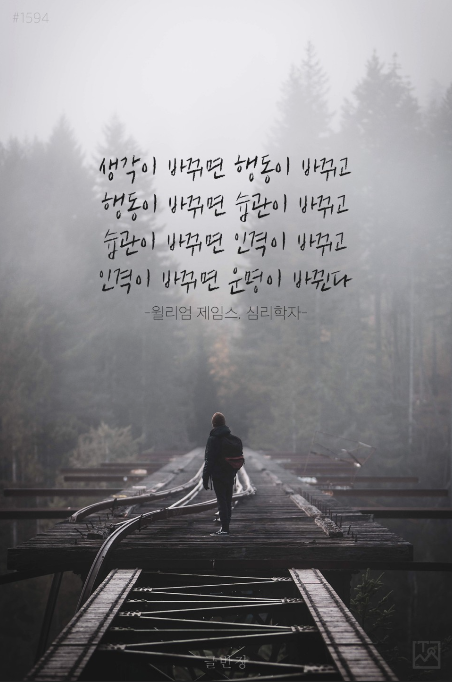 #1594
생각이 바뀌면 행동이 바뀌고
행동이 바뀌면 습관이 바뀌고
습관이 바뀌면 인격이 바뀌고
인격이 바뀌면 운명이 바뀐다
-윌리엄 제임스, 심리학자-